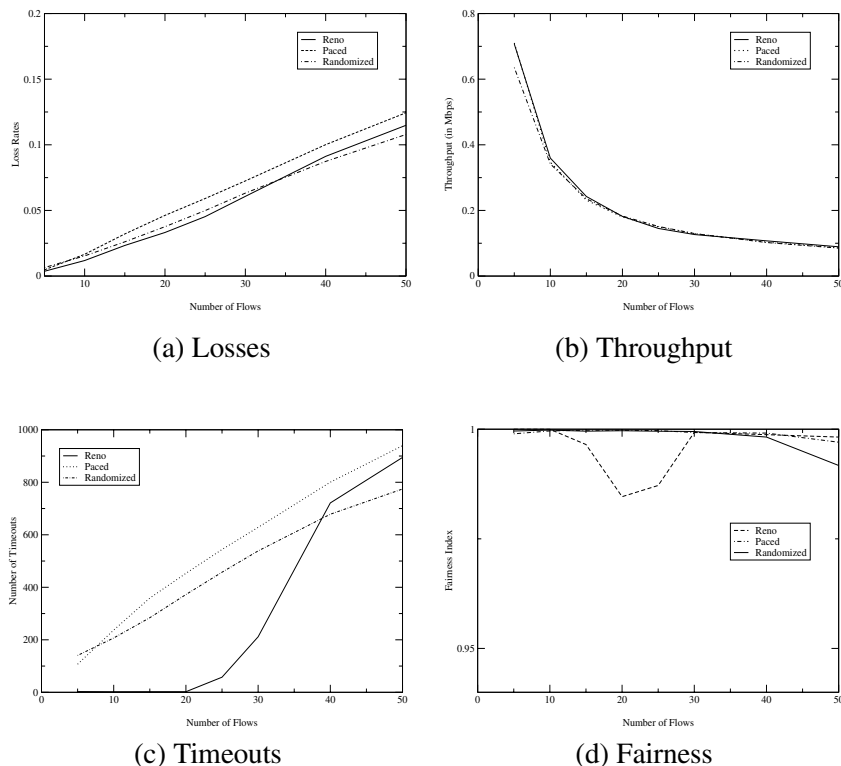 0.2
0.15
0.1
0.05
0
Loss Rates
Reno
Paced
Randomized
10 20 30 40 50
Number of Flows
(a) Losses
0.8
0.6
0.4
0.2
0
Throughput (in Mbps)
Reno
Paced
Randomized
0 10 20 30 40 50
Number of Flows
(b) Throughput
1000
800
600
400
200
0
Number of Timeouts
Reno
Paced
Randomized
0 10 20 30 40 50
Number of Flows
(c) Timeouts
1
0.95
Fairness Index
Reno
Paced
Randomized
0 10 20 30 40 50
Number of Flows
(d) Fairness